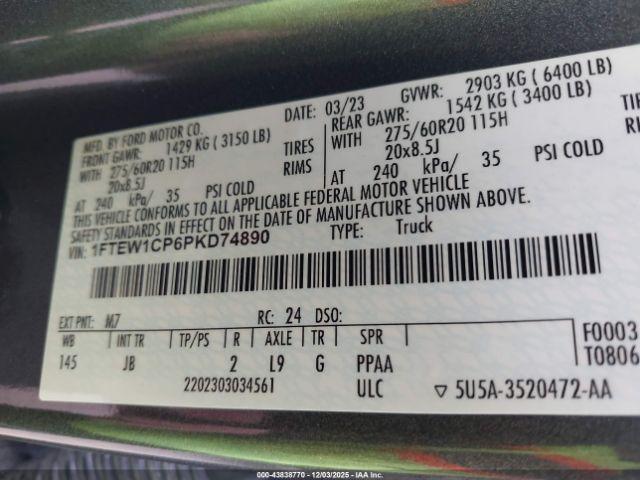 MFD. BY FORD MOTOR CO.
DATE: 03/23 GVWR: 2903 KG ( 6400 LB)
FRONT GAWR: 1429 KG ( 3150 LB)
REAR GAWR: 1542 KG ( 3400 LB)
WITH 275/60R20 115H TIRES
WITH 275/60R20 115H TIRES
20x8.5J RIMS
20x8.5J RIMS
AT 240 kPa/ 35 PSI COLD
AT 240 kPa/ 35 PSI COLD
THIS VEHICLE CONFORMS TO ALL APPLICABLE FEDERAL MOTOR VEHICLE
SAFETY STANDARDS IN EFFECT ON THE DATE OF MANUFACTURE SHOWN ABOVE.
VIN: 1FTEW1CP6PKD74890 TYPE: Truck
EXT PNT: M7 RC: 24 DSO:
WB INT TR TP/PS R AXLE TR SPR
145 JB 2 L9 G PPAA
F0003
T0806
2202303034561 ULC ▽ 5U5A-3520472-AA
000-43838770 - 12/03/2025 - IAA Inc.